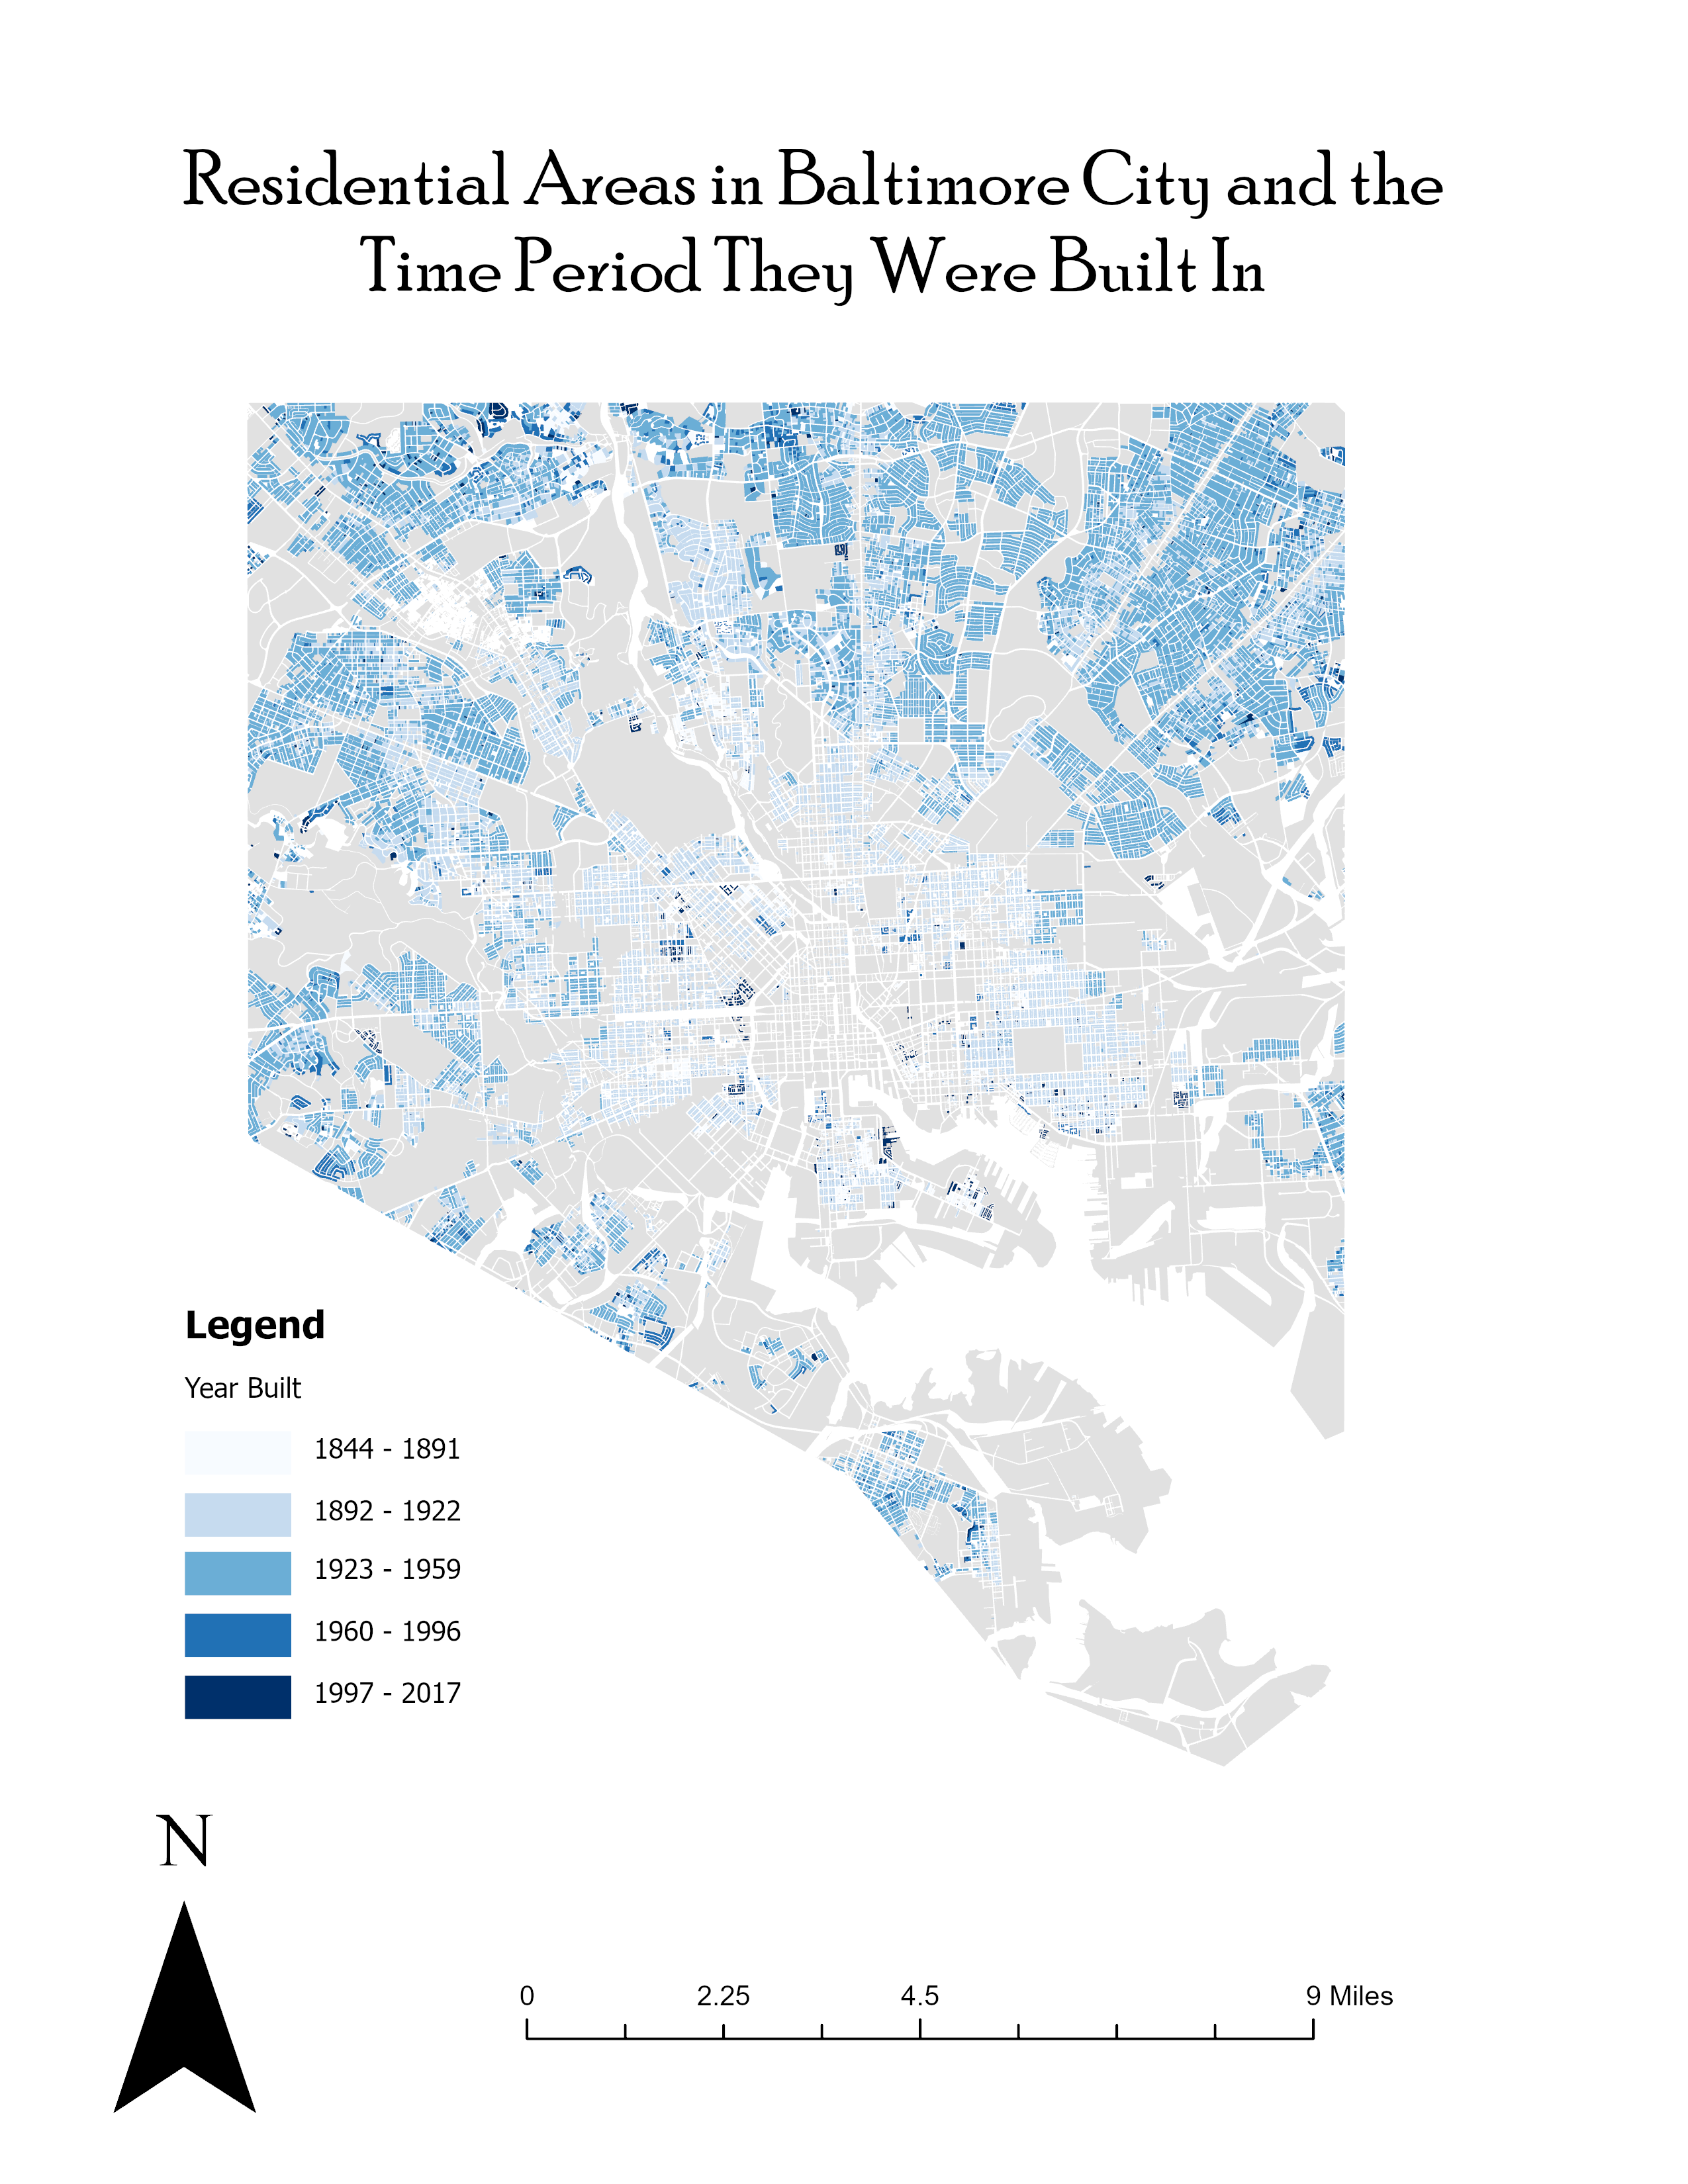 Residential Areas in Baltimore City and the
Time Period They Were Built In
Legend
Year Built
1844 - 1891
1892 - 1922
1923 - 1959
1960 - 1996
1997 - 2017
N
0 2.25 4.5 9 Miles